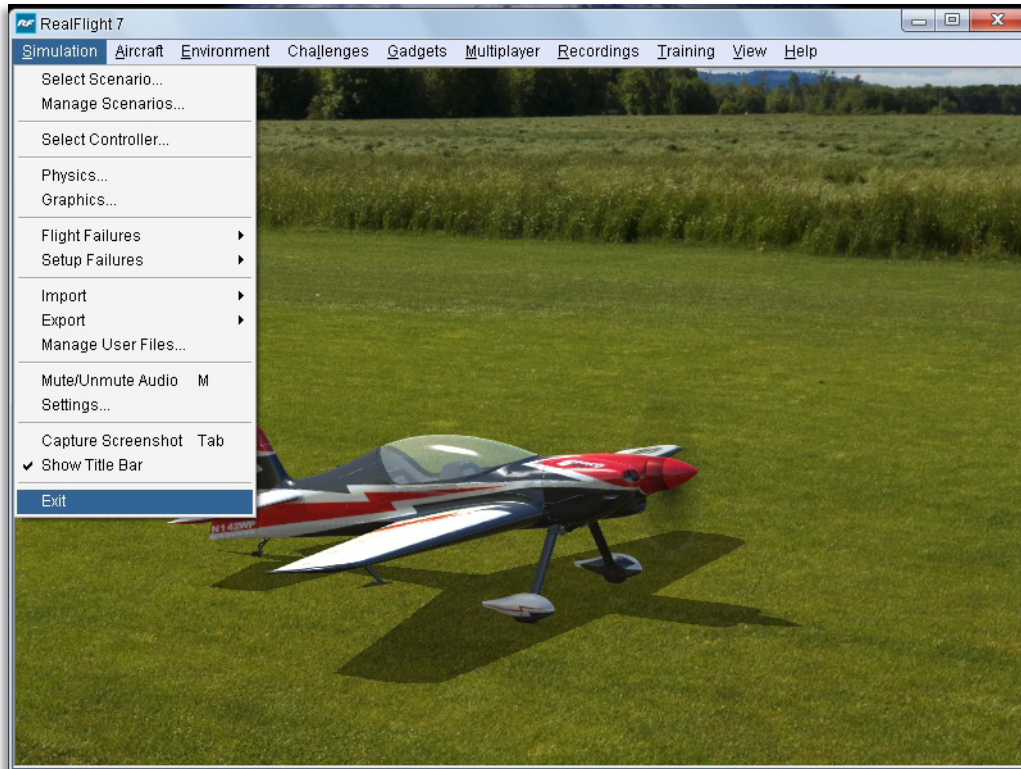 RF RealFlight 7
Simulation Aircraft Environment Challenges Gadgets Multiplayer Recordings Training View Help
Select Scenario...
Manage Scenarios...
Select Controller...
Physics...
Graphics...
Flight Failures
Setup Failures
Import
Export
Manage User Files...
Mute/Unmute Audio M
Settings...
Capture Screenshot Tab
Show Title Bar
Exit
N142WP